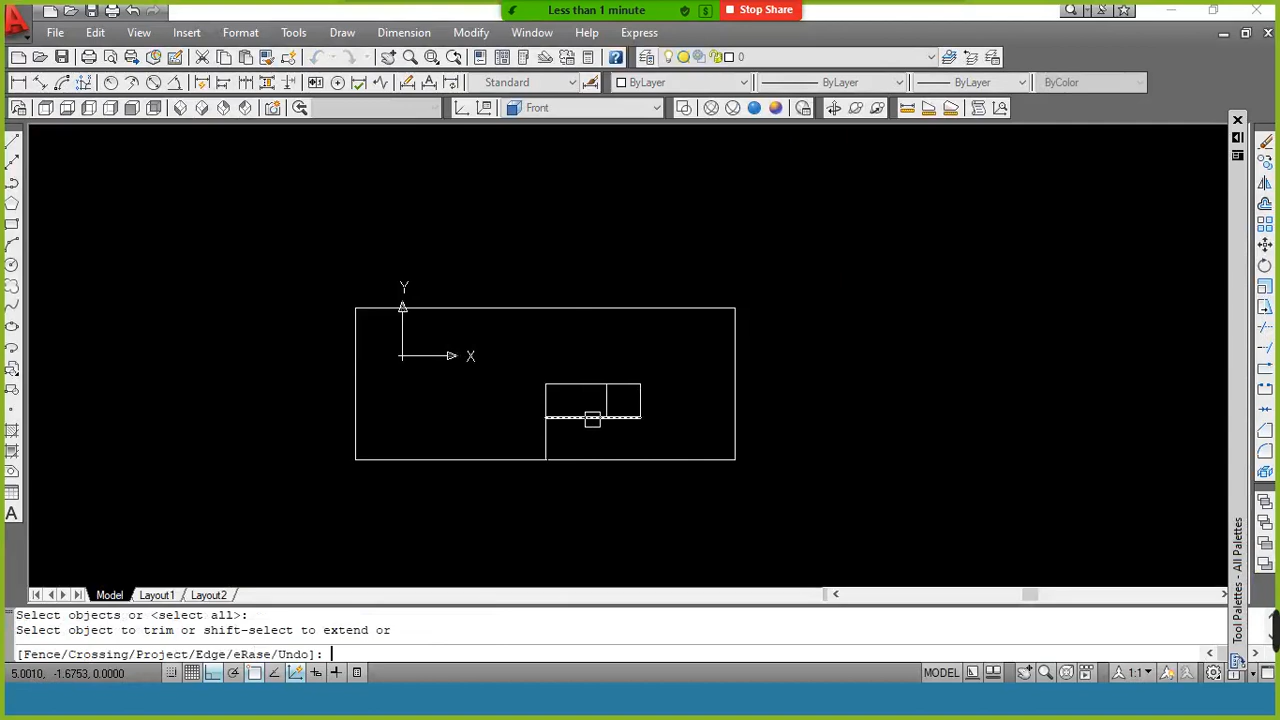 Less than 1 minute
$
Stop Share
File Edit View Insert Format Tools Draw Dimension Modify Window Help Express
0
Standard
ByLayer
ByLayer
ByLayer
ByColor
Front
Y
X
Model
Layout1
Layout2
Tool Palettes - All Palettes
Select objects or <select all>:
Select object to trim or shift-select to extend or
[Fence/Crossing/Project/Edge/eRase/Undo]:
5.0010, -1.6753, 0.0000
MODEL
1:1
A